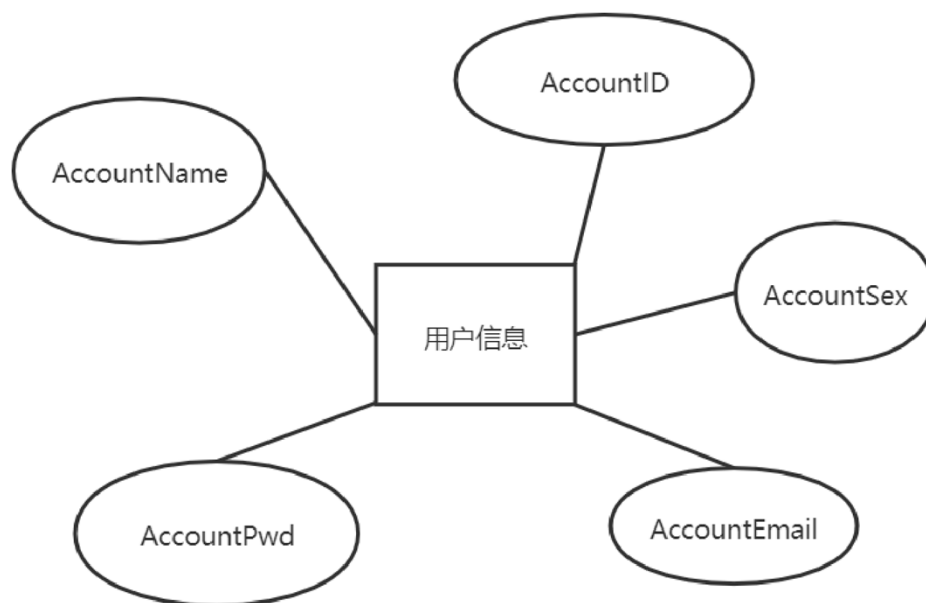 AccountID
AccountName
AccountSex
用户信息
AccountPwd
AccountEmail